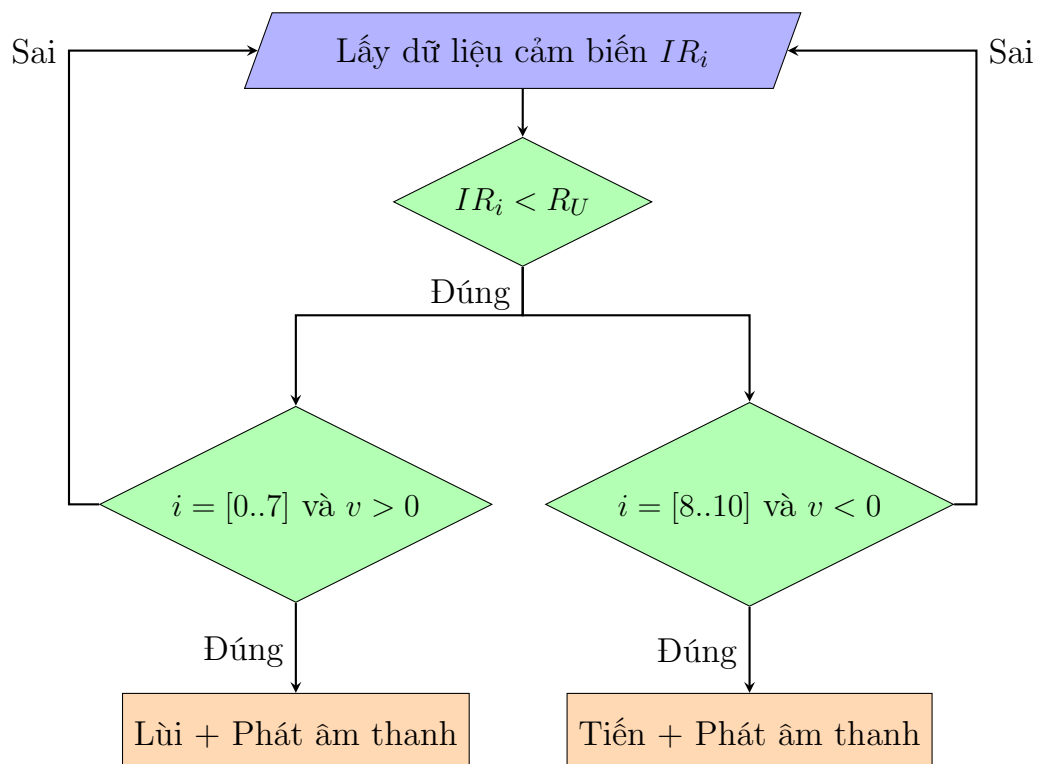 Lấy dữ liệu cảm biến $IR_i$
Sai
Sai
$IR_i < R_U$
Đúng
$i = [0..7]$ và $v > 0$
$i = [8..10]$ và $v < 0$
Đúng
Đúng
Lùi + Phát âm thanh
Tiến + Phát âm thanh